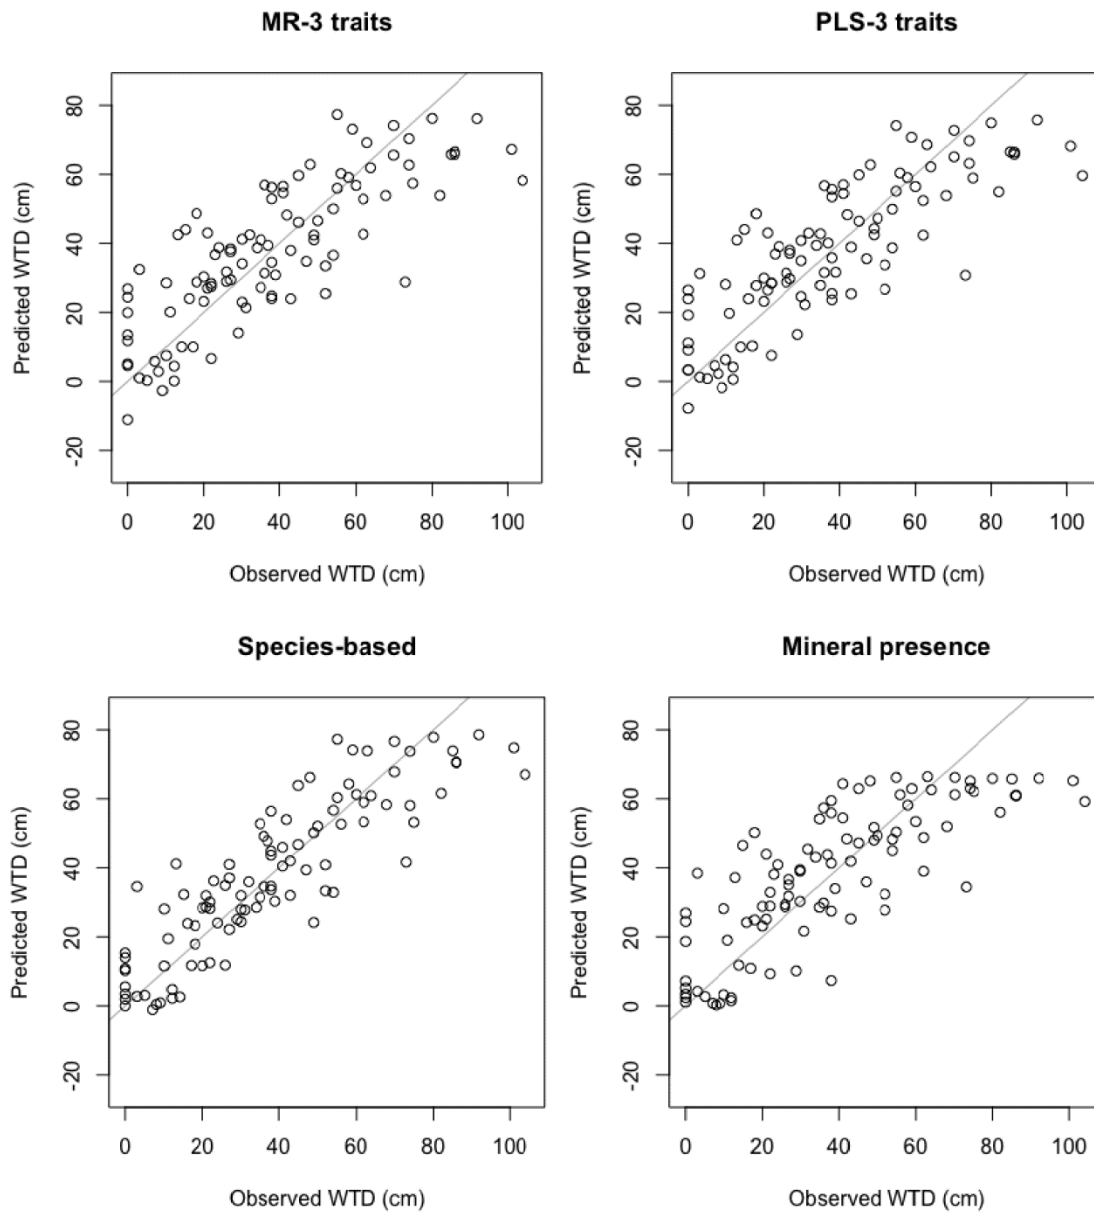 MR-3 traits
Predicted WTD (cm)
80
60
40
20
0
-20
0 20 40 60 80 100
Observed WTD (cm)
PLS-3 traits
Predicted WTD (cm)
80
60
40
20
0
-20
0 20 40 60 80 100
Observed WTD (cm)
Species-based
Predicted WTD (cm)
80
60
40
20
0
-20
0 20 40 60 80 100
Observed WTD (cm)
Mineral presence
Predicted WTD (cm)
80
60
40
20
0
-20
0 20 40 60 80 100
Observed WTD (cm)